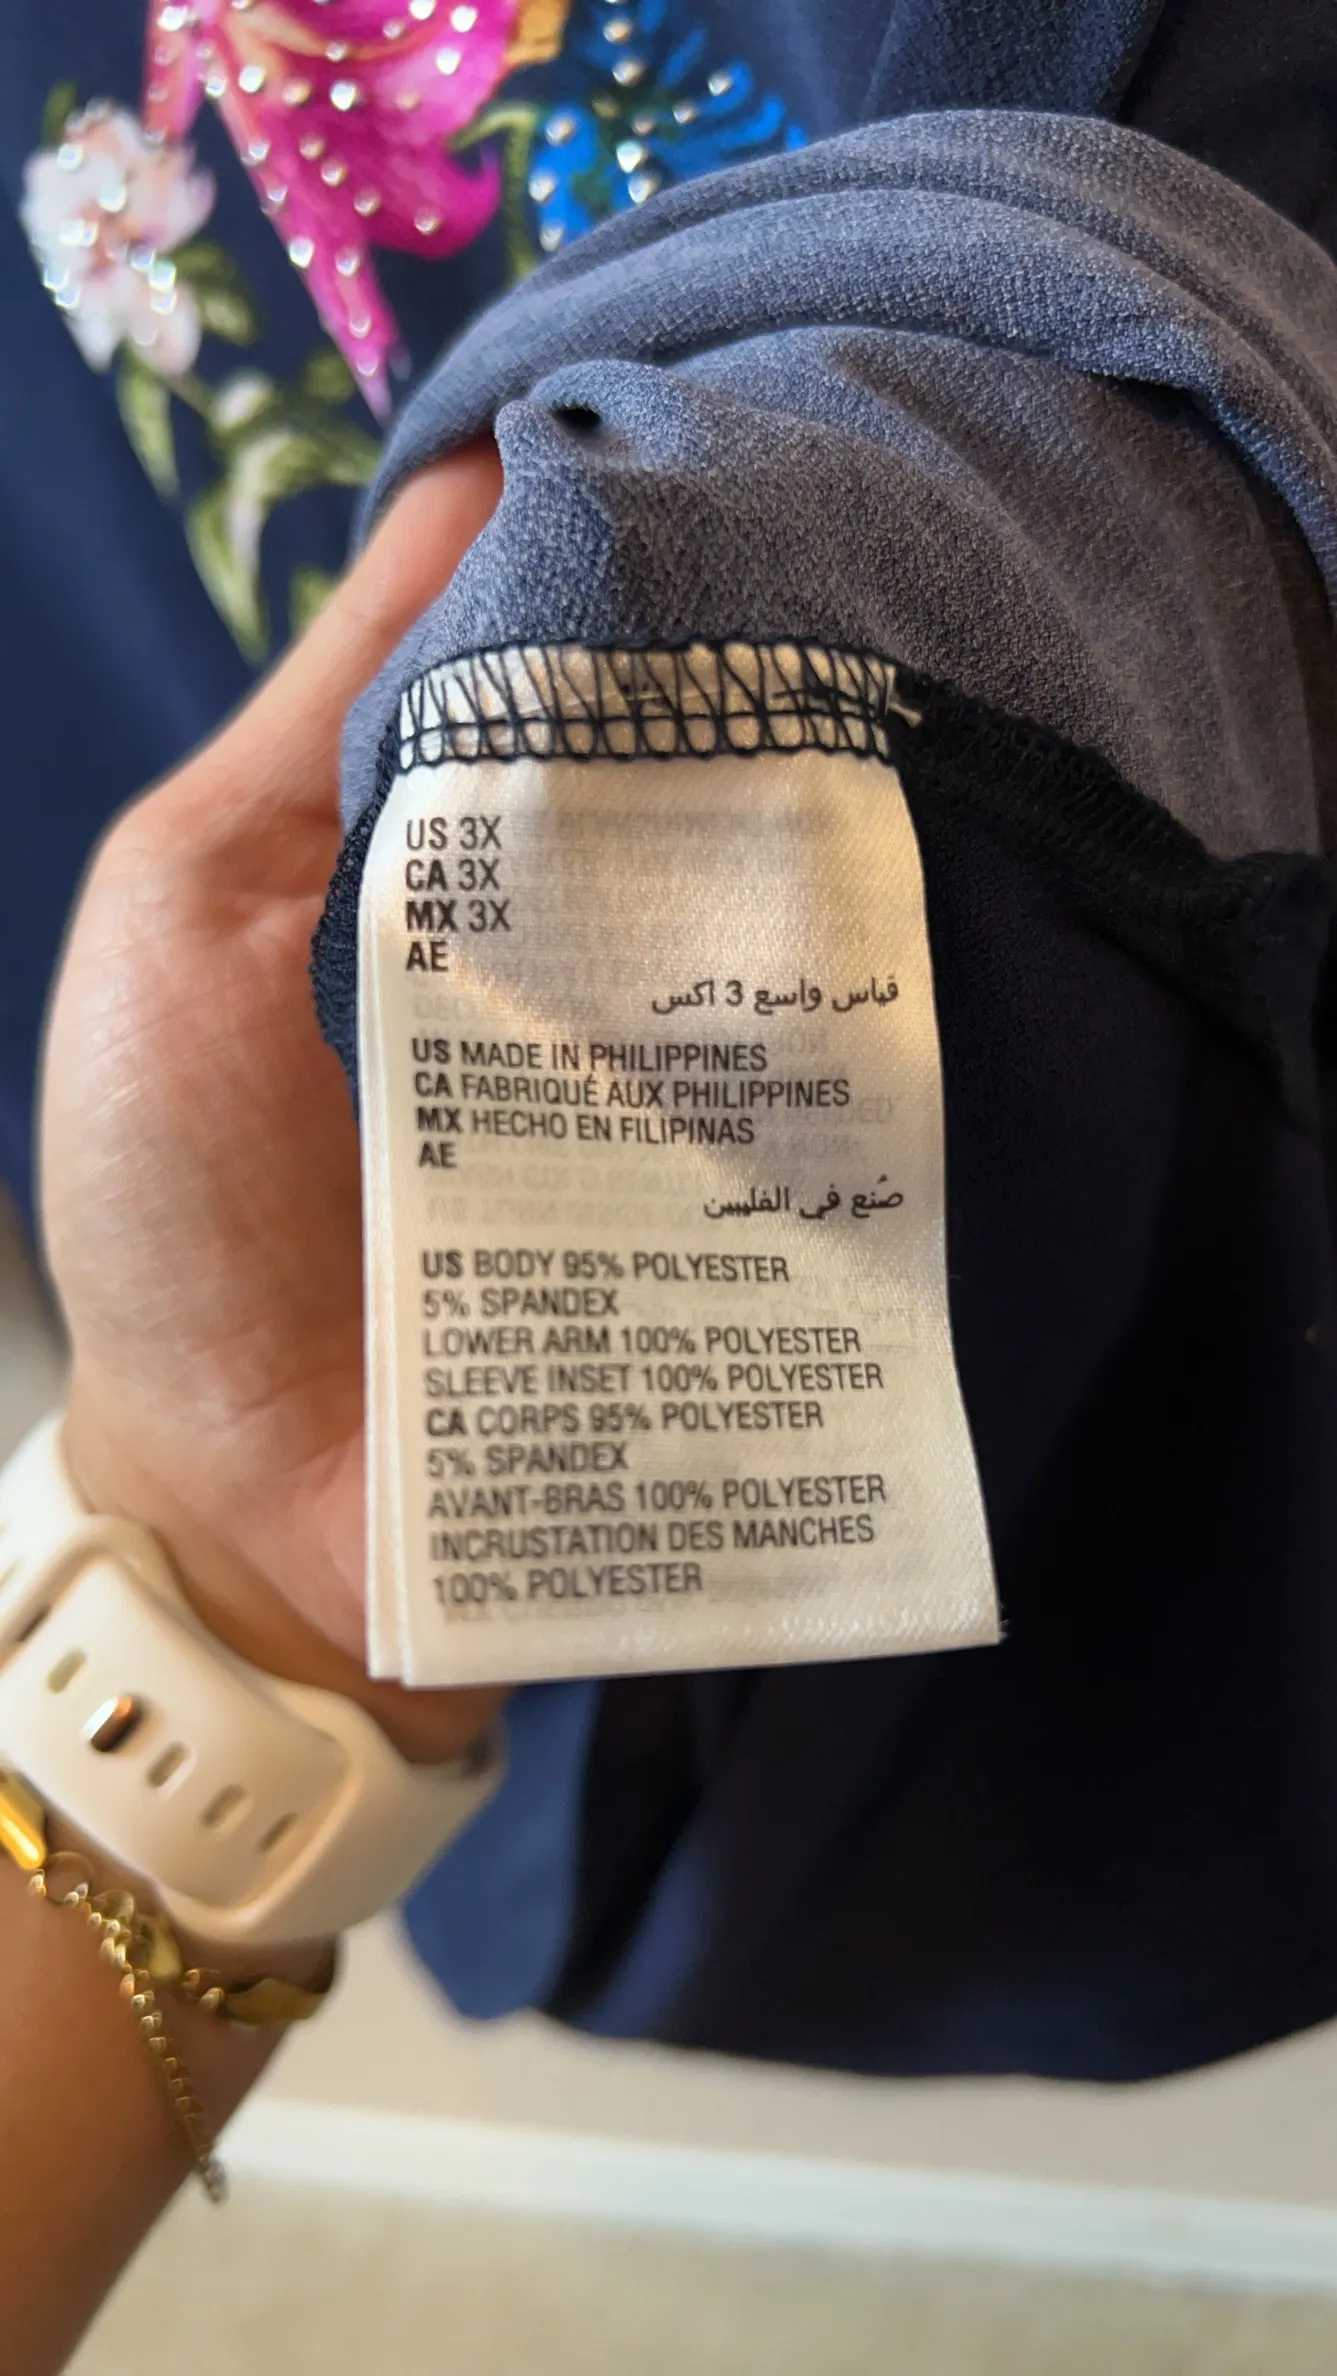 US 3X
CA 3X
MX 3X
AE
قياس واسع 3 اكس
US MADE IN PHILIPPINES
CA FABRIQUÉ AUX PHILIPPINES
MX HECHO EN FILIPINAS
AE
صُنع في الفليبين
US BODY 95% POLYESTER
5% SPANDEX
LOWER ARM 100% POLYESTER
SLEEVE INSET 100% POLYESTER
CA CORPS 95% POLYESTER
5% SPANDEX
AVANT-BRAS 100% POLYESTER
INCRUSTATION DES MANCHES
100% POLYESTER